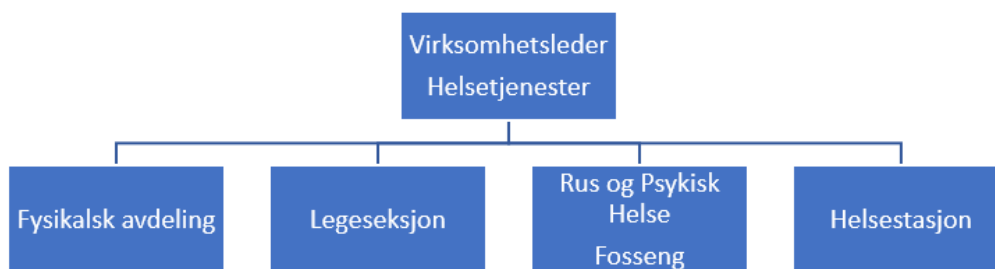 Virksomhetsleder
Helsetjenester
Fysikalsk avdeling
Legeseksjon
Rus og Psykisk
Helse
Fosseng
Helsestasjon